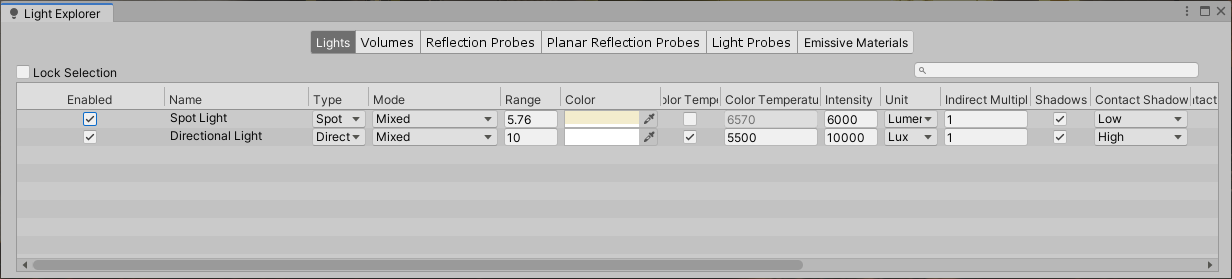 Light Explorer
Lights Volumes Reflection Probes Planar Reflection Probes Light Probes Emissive Materials
Lock Selection
Enabled Name Type Mode Range Color olor Tempe Color Temperatu Intensity Unit Indirect Multipl Shadows Contact Shadow ntact
Spot Light Spot Mixed 5.76 6570 6000 Lumen 1 Low
Directional Light Direct Mixed 10 5500 10000 Lux 1 High